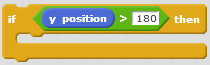 if y position > 180 then